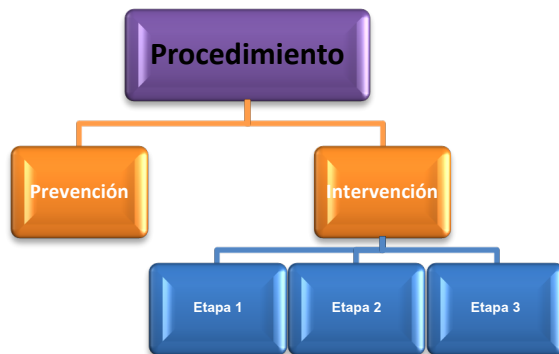 Procedimiento
Prevención
Intervención
Etapa 1
Etapa 2
Etapa 3